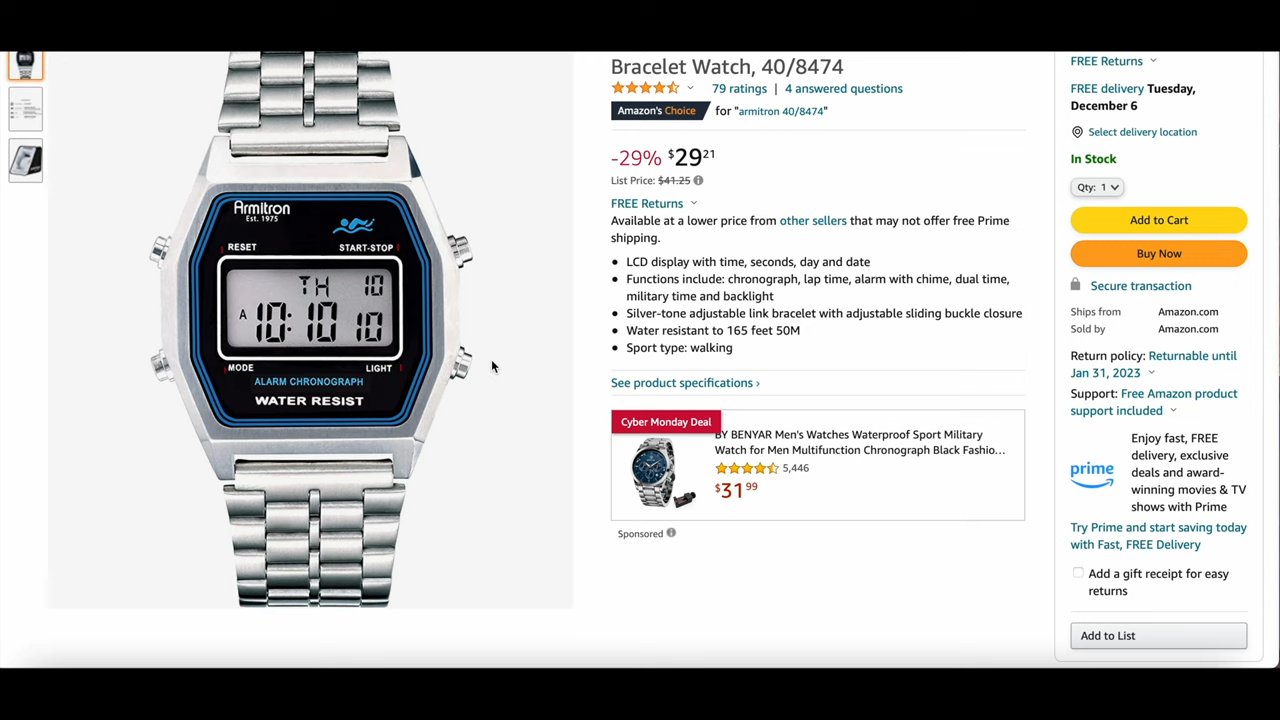 Bracelet Watch, 40/8474
79 ratings | 4 answered questions
Amazon's Choice for "armitron 40/8474"
-29% $29 21
List Price: $41.25
FREE Returns
Available at a lower price from other sellers that may not offer free Prime
shipping.
LCD display with time, seconds, day and date
Functions include: chronograph, lap time, alarm with chime, dual time,
military time and backlight
Silver-tone adjustable link bracelet with adjustable sliding buckle closure
Water resistant to 165 feet 50M
Sport type: walking
See product specifications ›
Cyber Monday Deal
BY BENYAR Men's Watches Waterproof Sport Military
Watch for Men Multifunction Chronograph Black Fashio...
5,446
$31 99
Sponsored
Armitron
Est. 1975
RESET START-STOP
TH 10
A 10:10 10
MODE LIGHT
ALARM CHRONOGRAPH
WATER RESIST
FREE Returns
FREE delivery Tuesday,
December 6
Select delivery location
In Stock
Qty: 1
Add to Cart
Buy Now
Secure transaction
Ships from Amazon.com
Sold by Amazon.com
Return policy: Returnable until
Jan 31, 2023
Support: Free Amazon product
support included
prime
Enjoy fast, FREE
delivery, exclusive
deals and award-
winning movies & TV
shows with Prime
Try Prime and start saving today
with Fast, FREE Delivery
Add a gift receipt for easy
returns
Add to List